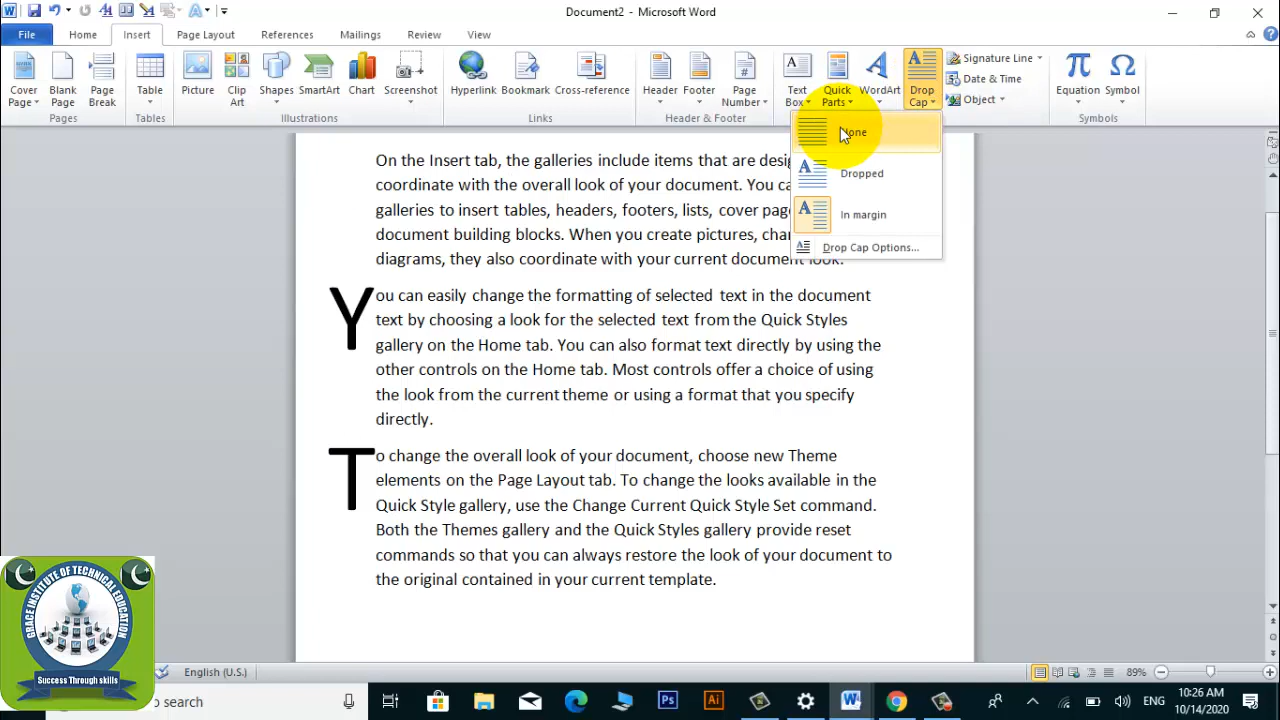 Document2 - Microsoft Word
File Home Insert Page Layout References Mailings Review View
Cover Page Blank Page Page Break Table Picture Clip Art Shapes SmartArt Chart Screenshot Hyperlink Bookmark Cross-reference Header Footer Page Number Text Box Quick Parts WordArt Drop Cap Signature Line Date & Time Object Equation Symbol
Pages Tables Illustrations Links Header & Footer Symbols
Dropped
In margin
Drop Cap Options...
On the Insert tab, the galleries include items that are
coordinate with the overall look of your document. You
galleries to insert tables, headers, footers, lists, cover
document building blocks. When you create pictures,
diagrams, they also coordinate with your current document look.
You can easily change the formatting of selected text in the document
text by choosing a look for the selected text from the Quick Styles
gallery on the Home tab. You can also format text directly by using the
other controls on the Home tab. Most controls offer a choice of using
the look from the current theme or using a format that you specify
directly.
To change the overall look of your document, choose new Theme
elements on the Page Layout tab. To change the looks available in the
Quick Style gallery, use the Change Current Quick Style Set command.
Both the Themes gallery and the Quick Styles gallery provide reset
commands so that you can always restore the look of your document to
the original contained in your current template.
GRACE INSTITUTE OF TECHNICAL EDUCATION
Success Through skills
English (U.S.) 89%
o search
ENG
10:26 AM
10/14/2020